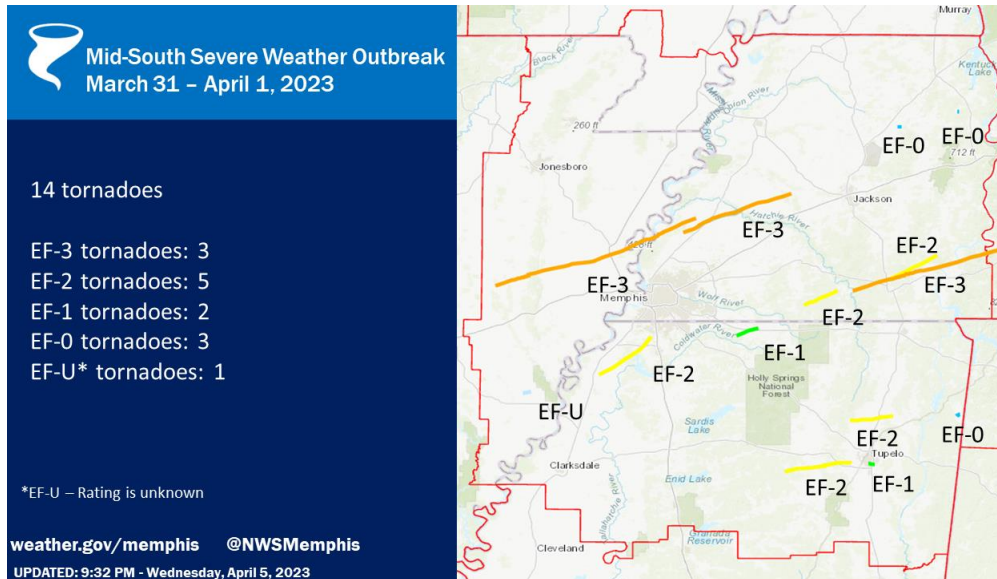 Mid-South Severe Weather Outbreak
March 31 – April 1, 2023
14 tornadoes
EF-3 tornadoes: 3
EF-2 tornadoes: 5
EF-1 tornadoes: 2
EF-0 tornadoes: 3
EF-U* tornadoes: 1
*EF-U – Rating is unknown
weather.gov/memphis @NWSMemphis
UPDATED: 9:32 PM - Wednesday, April 5, 2023
Murray
Black River
Kentucky
Lake
260 ft
EF-0
EF-0
712 ft
Jonesboro
Jackson
Hatchie River
EF-3
EF-2
EF-3
EF-3
Memphis
Wolf River
EF-2
Coldwater River
EF-1
EF-2
Holly Springs
National
Forest
EF-U
Sardis
Lake
EF-0
EF-2
Tupelo
Clarksdale
Enid Lake
EF-2
EF-1
Tallahatchie River
Grenada
Reservoir
Cleveland